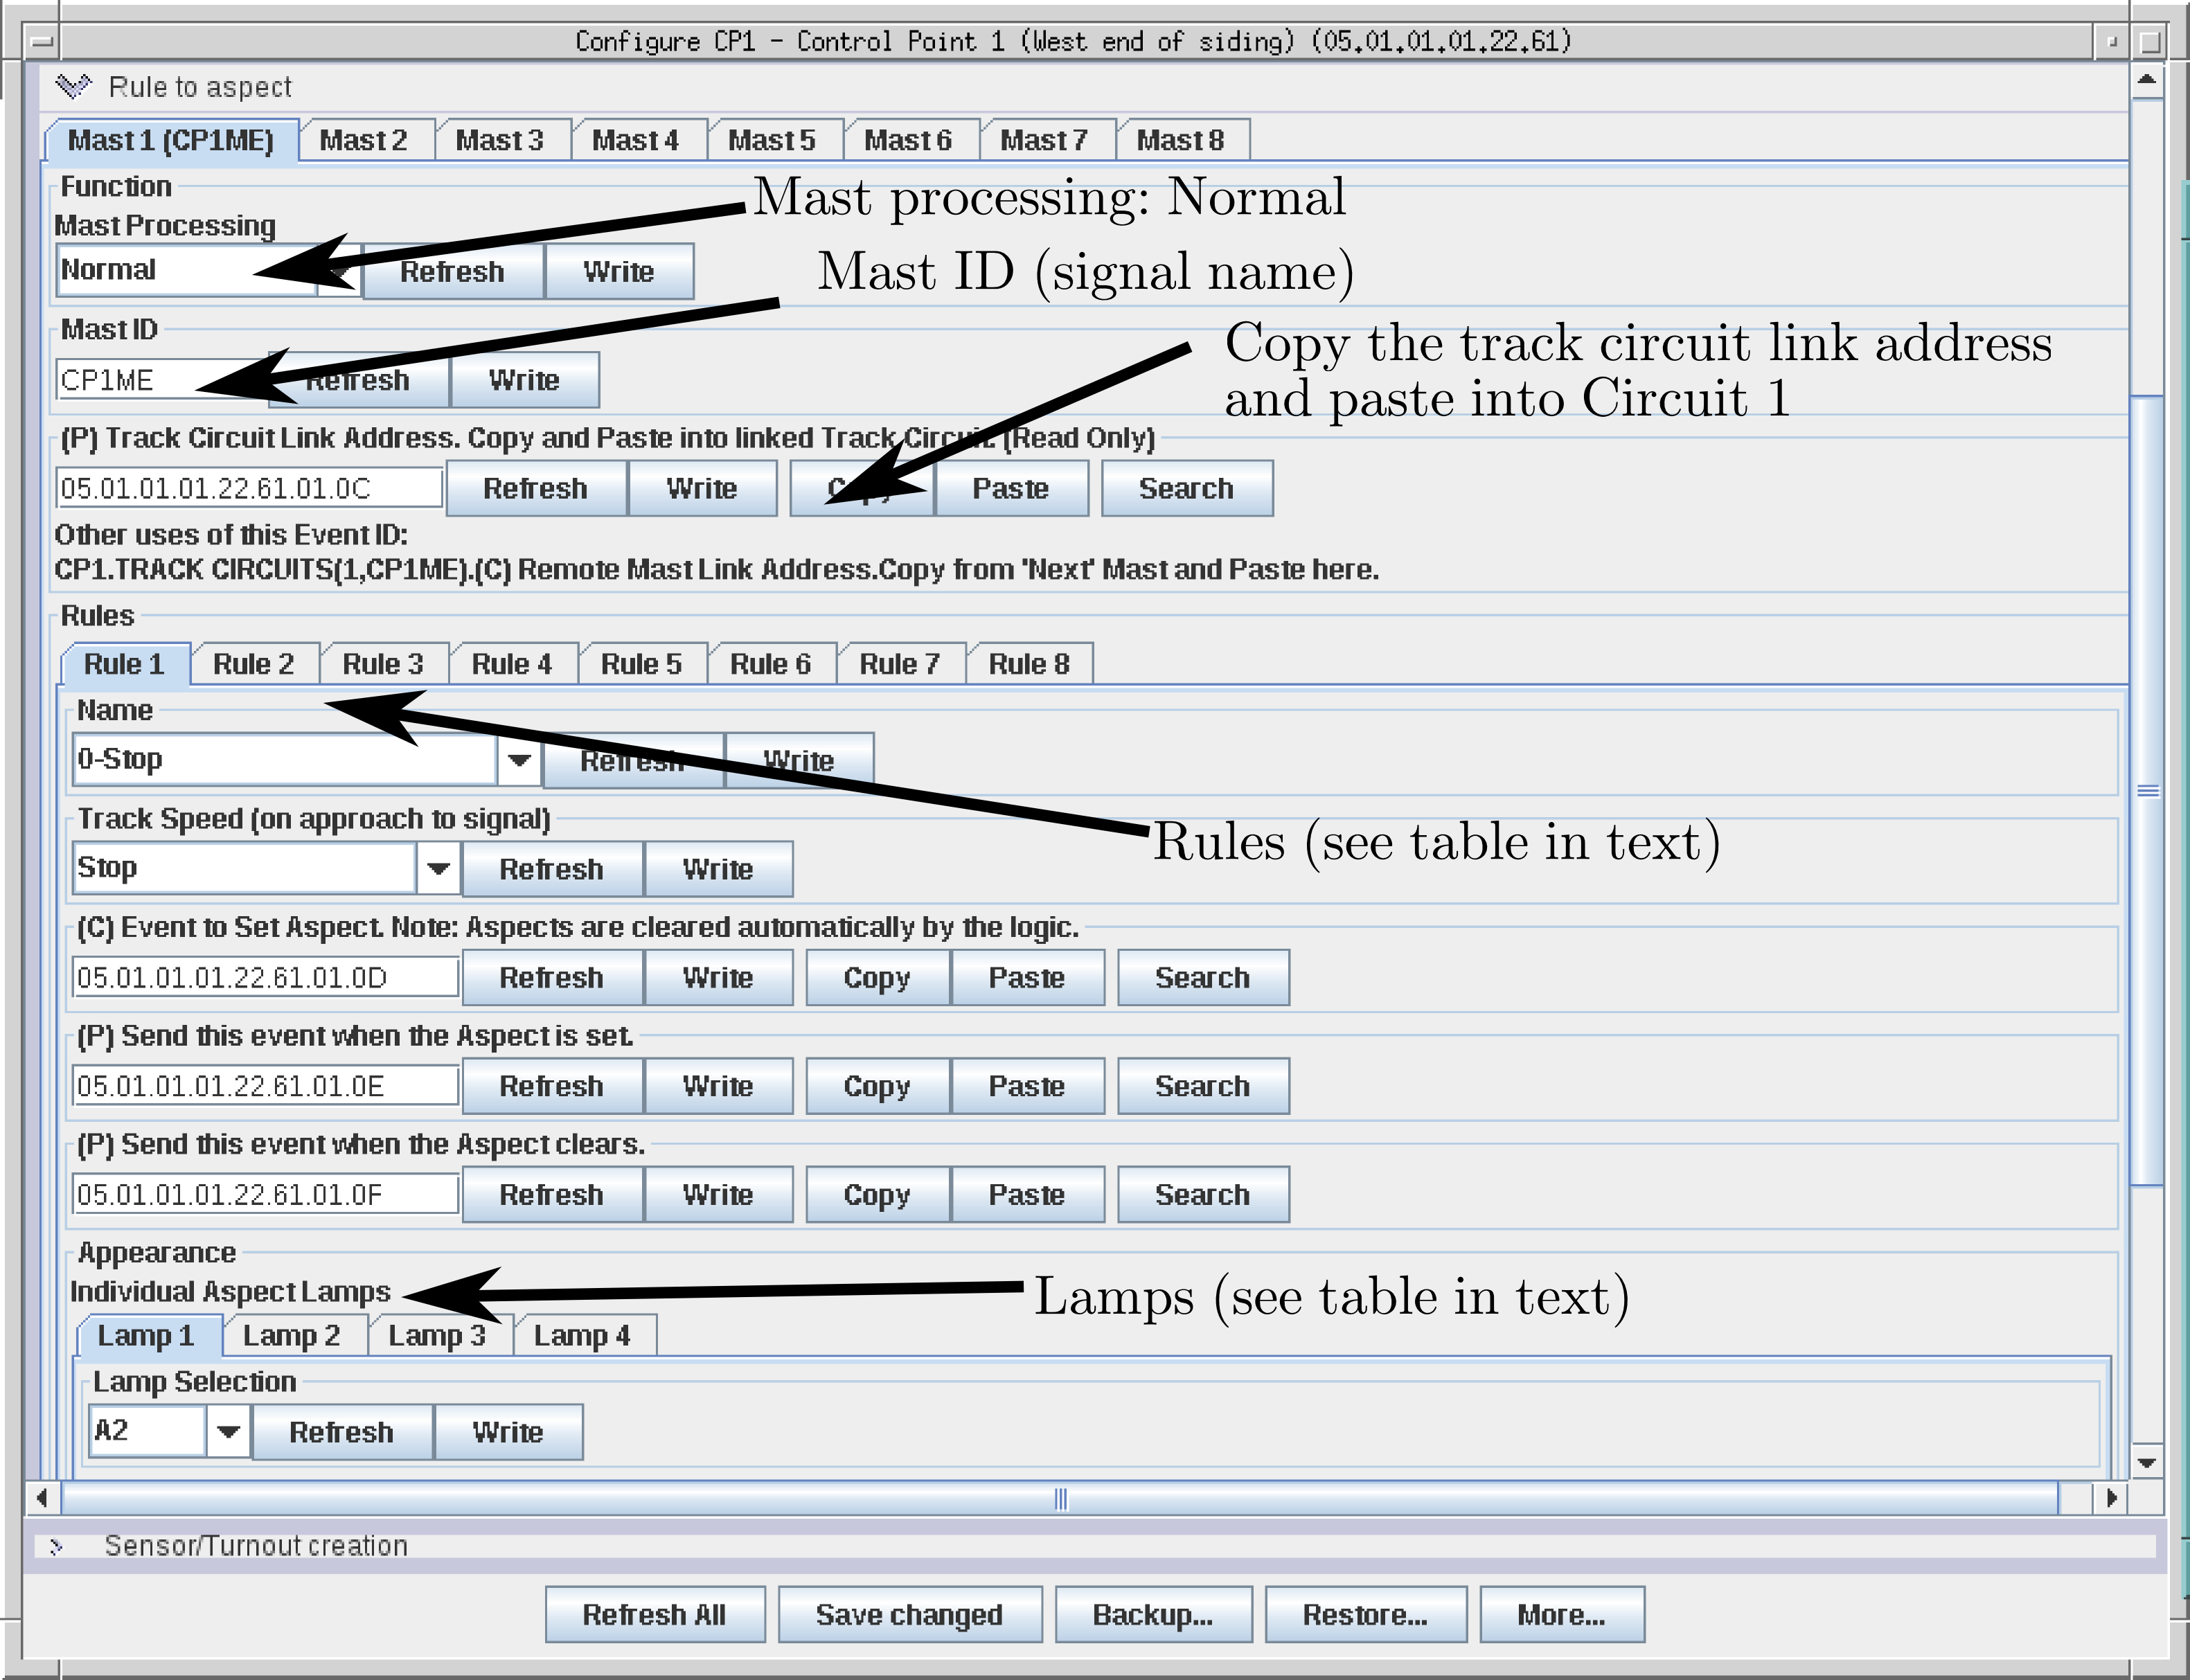 Configure CP1 - Control Point 1 (West end of siding) (05.01.01.01.22.61)
Rule to aspect
Mast 1 (CP1ME) Mast 2 Mast 3 Mast 4 Mast 5 Mast 6 Mast 7 Mast 8
Function
Mast processing: Normal
Mast Processing
Normal Refresh Write
Mast ID (signal name)
Mast ID
Copy the track circuit link address
and paste into Circuit 1
CP1ME Refresh Write
(P) Track Circuit Link Address. Copy and Paste into linked Track Circuit. (Read Only)
05.01.01.01.22.61.01.0C Refresh Write Copy Paste Search
Other uses of this Event ID:
CP1.TRACK CIRCUITS(1,CP1ME).(C) Remote Mast Link Address.Copy from 'Next' Mast and Paste here.
Rules
Rule 1 Rule 2 Rule 3 Rule 4 Rule 5 Rule 6 Rule 7 Rule 8
Name
0-Stop Refresh Write
Track Speed (on approach to signal)
Rules (see table in text)
Stop Refresh Write
(C) Event to Set Aspect. Note: Aspects are cleared automatically by the logic.
05.01.01.01.22.61.01.0D Refresh Write Copy Paste Search
(P) Send this event when the Aspect is set.
05.01.01.01.22.61.01.0E Refresh Write Copy Paste Search
(P) Send this event when the Aspect clears.
05.01.01.01.22.61.01.0F Refresh Write Copy Paste Search
Appearance
Individual Aspect Lamps
Lamps (see table in text)
Lamp 1 Lamp 2 Lamp 3 Lamp 4
Lamp Selection
A2 Refresh Write
Sensor/Turnout creation
Refresh All Save changed Backup... Restore... More...